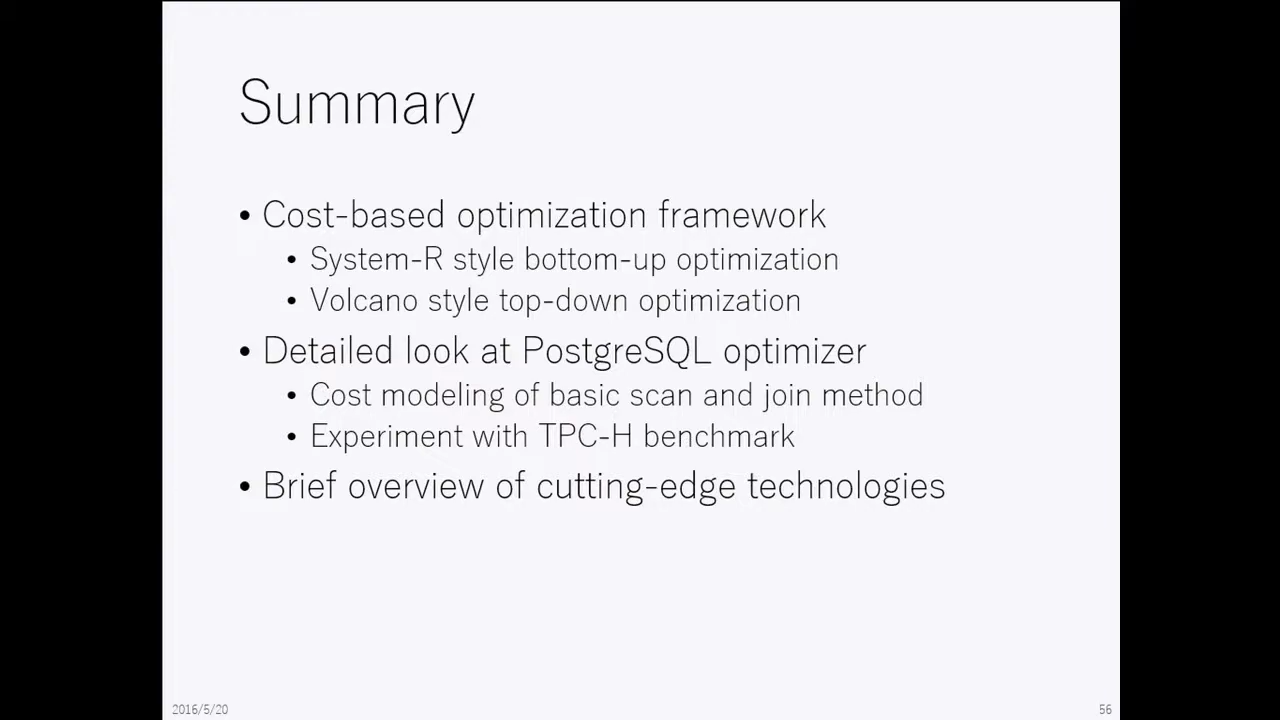 Summary
• Cost-based optimization framework
• System-R style bottom-up optimization
• Volcano style top-down optimization
• Detailed look at PostgreSQL optimizer
• Cost modeling of basic scan and join method
• Experiment with TPC-H benchmark
• Brief overview of cutting-edge technologies
2016/5/20
56